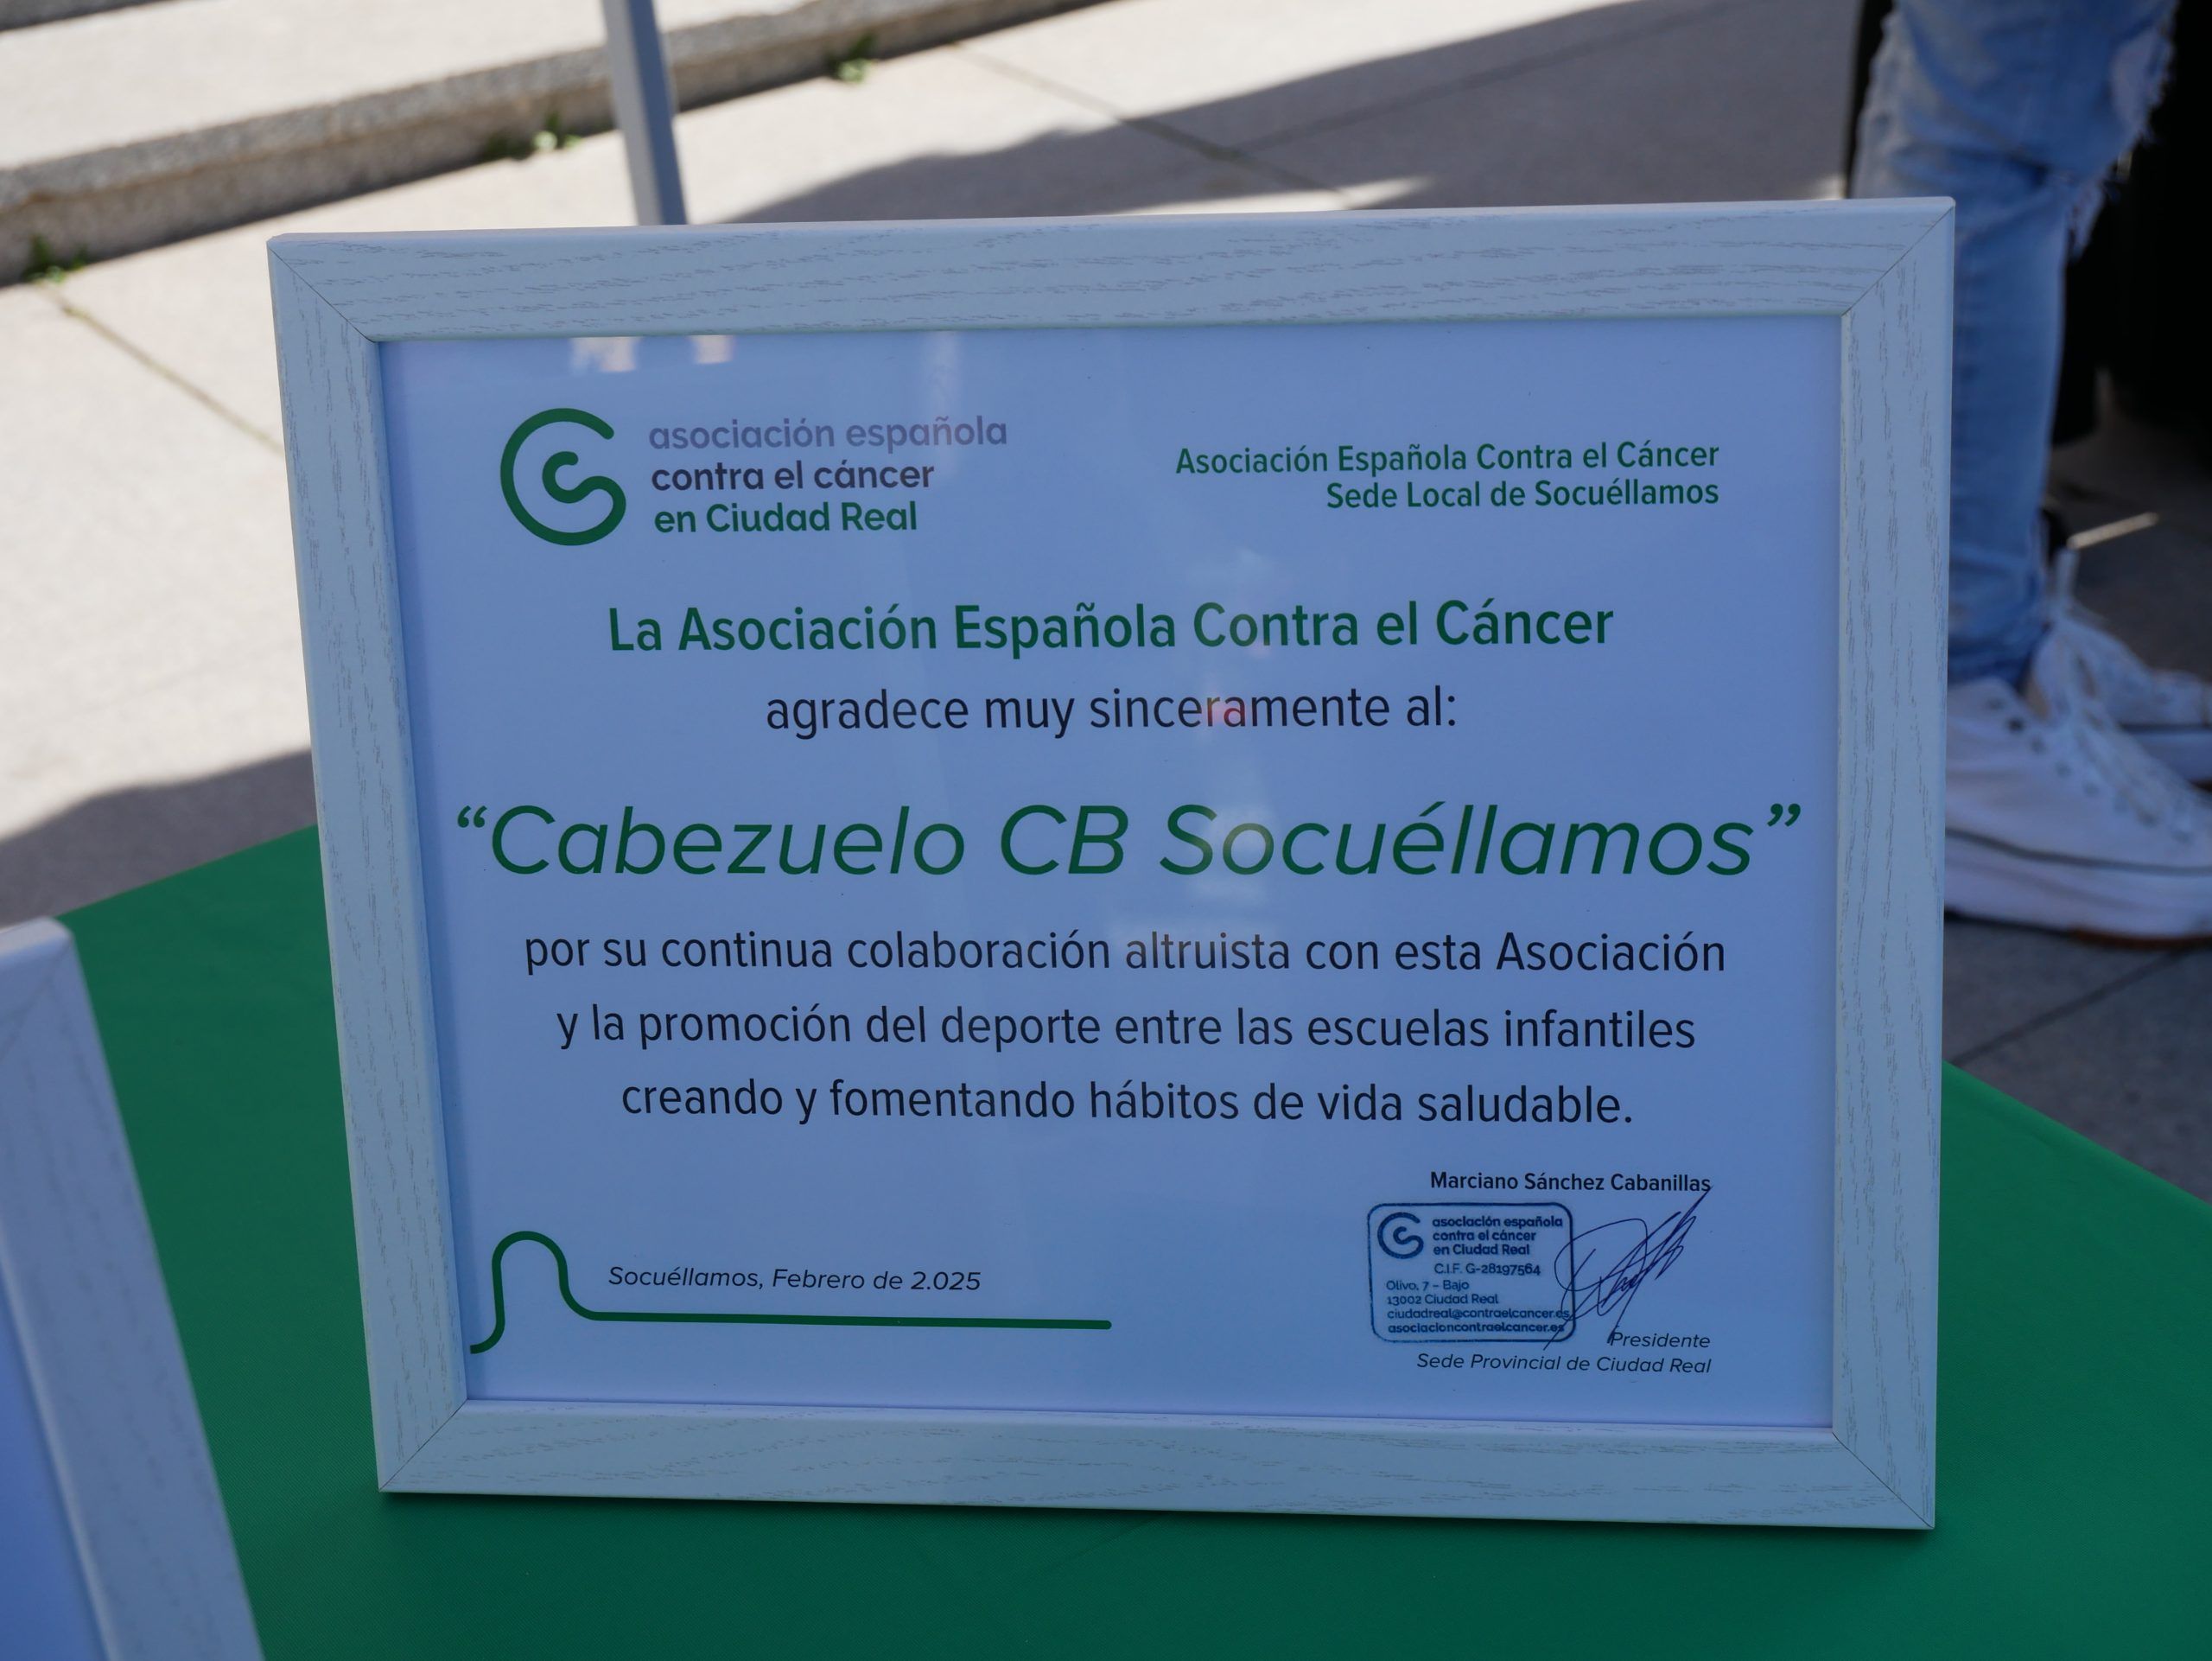 asociación española
contra el cáncer
en Ciudad Real
Asociación Española Contra el Cáncer
Sede Local de Socuéllamos
La Asociación Española Contra el Cáncer
agradece muy sinceramente al:
“Cabezuelo CB Socuéllamos”
por su continua colaboración altruista con esta Asociación
y la promoción del deporte entre las escuelas infantiles
creando y fomentando hábitos de vida saludable.
Marciano Sánchez Cabanillas
asociación española
contra el cáncer
en Ciudad Real
C.I.F. G-28197564
Olivo, 7 – Bajo
13002 Ciudad Real
ciudadreal@contraelcancer.es
asociacioncontraelcancer.es
Socuéllamos, Febrero de 2.025
Presidente
Sede Provincial de Ciudad Real